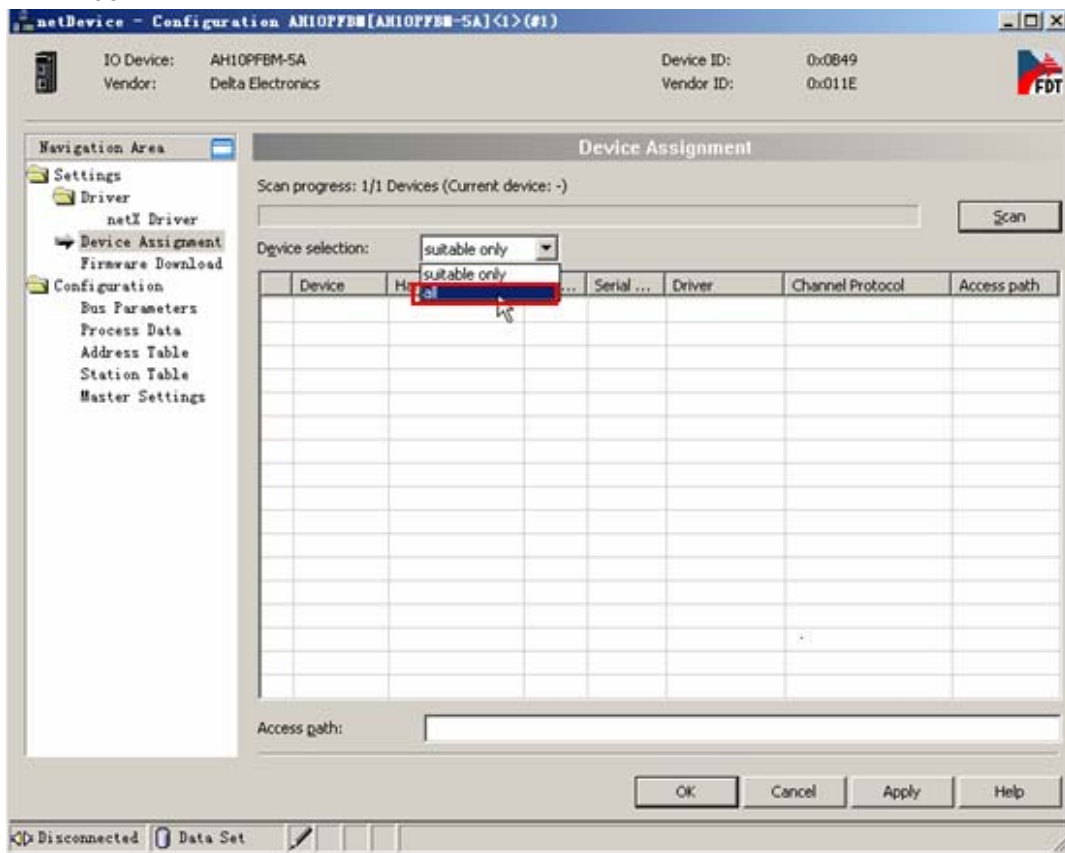 netDevice - Configuration AH10PFBM[AH10PFBM-5A]<1>(#1)
IO Device: AH10PFBM-5A Device ID: 0x0B49
Vendor: Delta Electronics Vendor ID: 0x011E
FDT
Navigation Area
Settings
Driver
netX Driver
Device Assignment
Firmware Download
Configuration
Bus Parameters
Process Data
Address Table
Station Table
Master Settings
Device Assignment
Scan progress: 1/1 Devices (Current device: -)
Scan
Device selection: suitable only
suitable only
all
Device Ha ... Serial ... Driver Channel Protocol Access path
Access path:
OK Cancel Apply Help
Disconnected Data Set